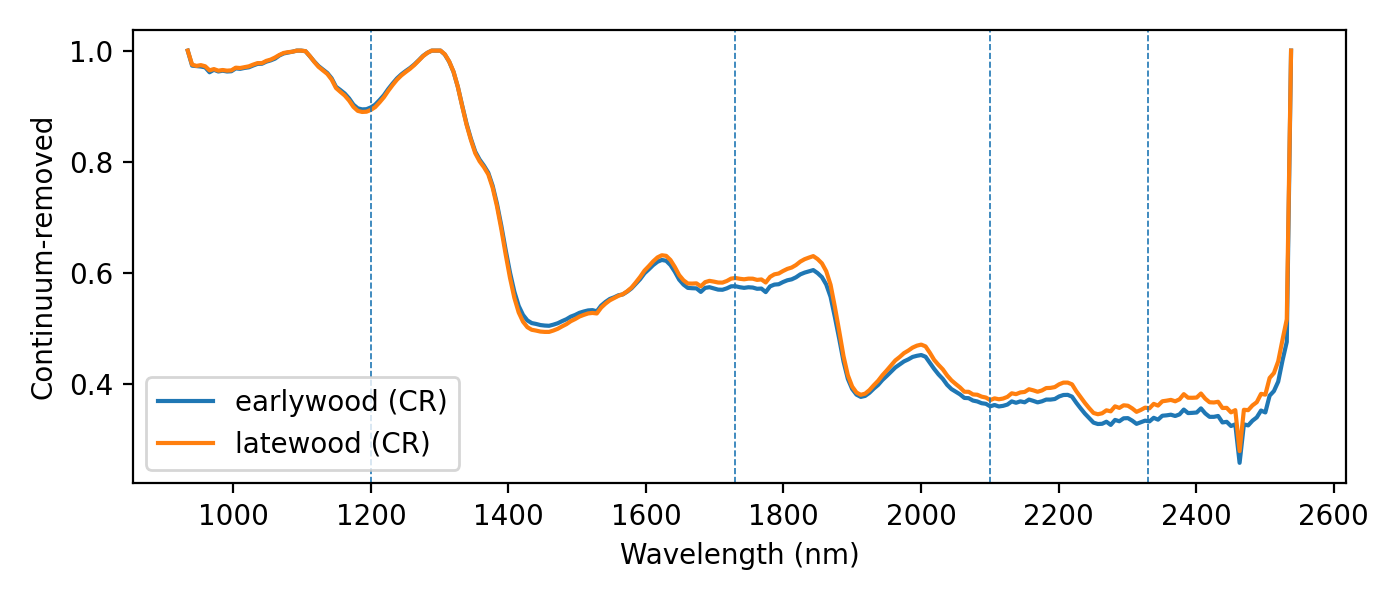 1.0
0.8
0.6
0.4
Continuum-removed
earlywood (CR)
latewood (CR)
1000 1200 1400 1600 1800 2000 2200 2400 2600
Wavelength (nm)